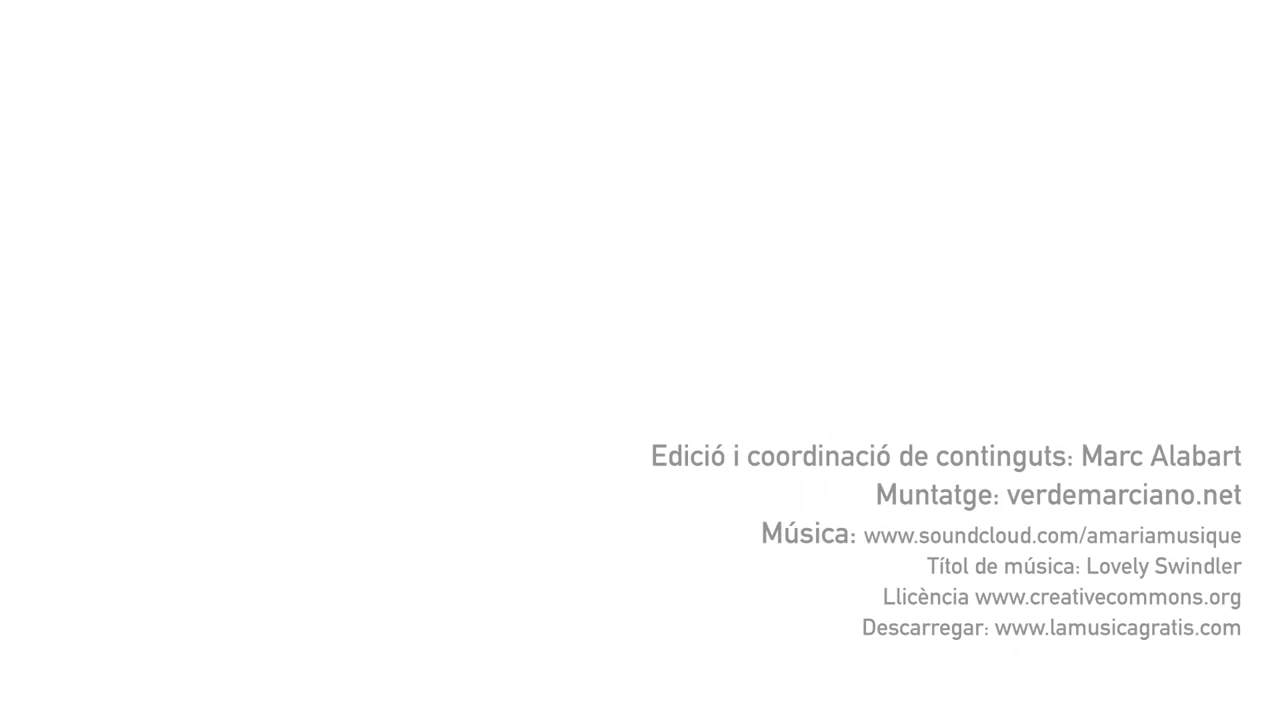 Edició i coordinació de continguts: Marc Alabart
Muntatge: verdemarciano.net
Música: www.soundcloud.com/amariamusique
Títol de música: Lovely Swindler
Llicència www.creativecommons.org
Descarregar: www.lamusicagratis.com